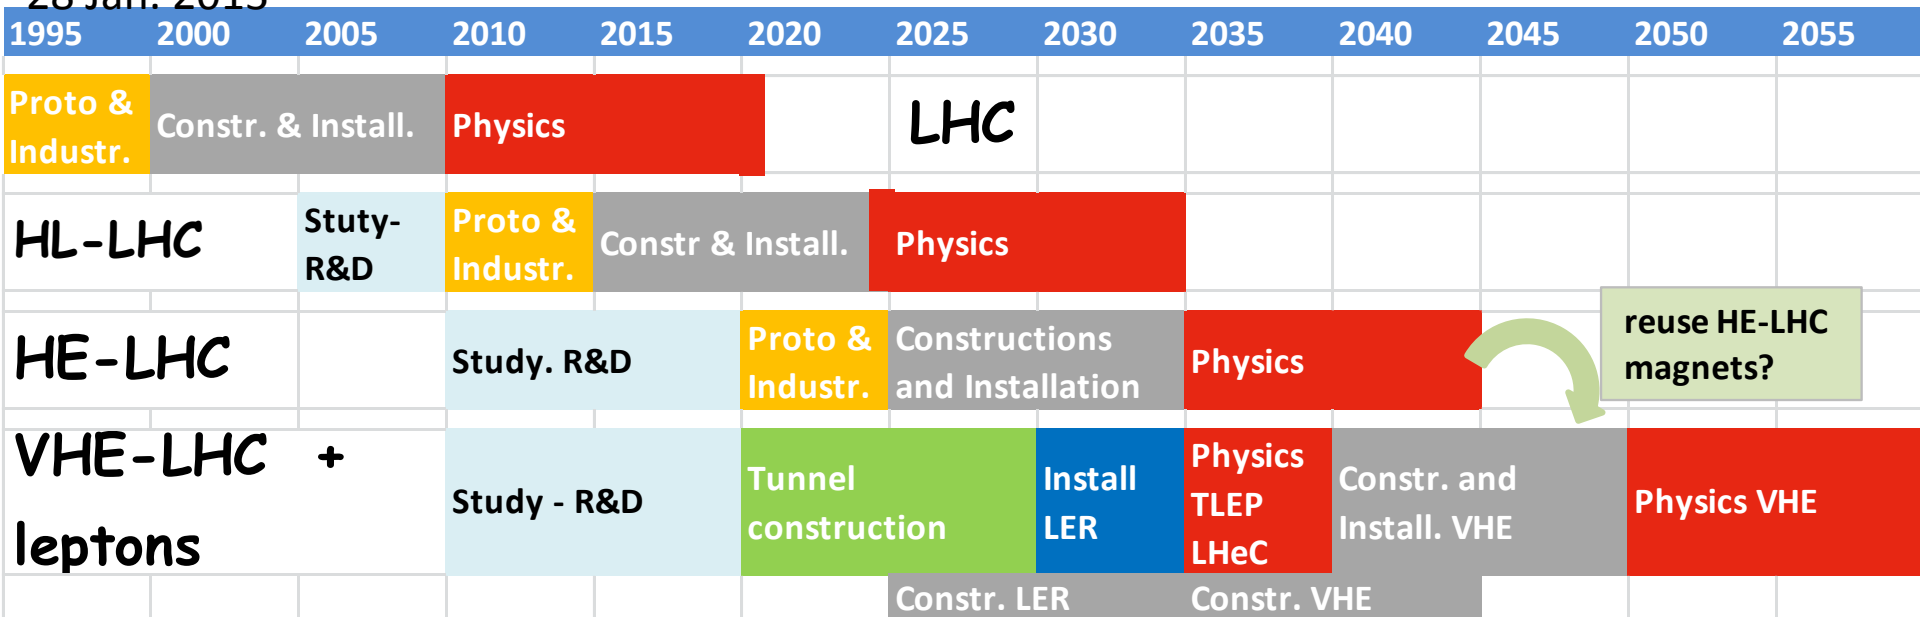 28 Jan. 2013
1995 2000 2005 2010 2015 2020 2025 2030 2035 2040 2045 2050 2055
Proto &
Industr.
Constr. & Install.
Physics
LHC
HL-LHC
Stuty-
R&D
Proto &
Industr.
Constr & Install.
Physics
HE-LHC
Study. R&D
Proto &
Industr.
Constructions
and Installation
Physics
reuse HE-LHC
magnets?
VHE-LHC +
leptons
Study - R&D
Tunnel
construction
Install
LER
Physics
TLEP
LHeC
Constr. and
Install. VHE
Physics VHE
Constr. LER
Constr. VHE